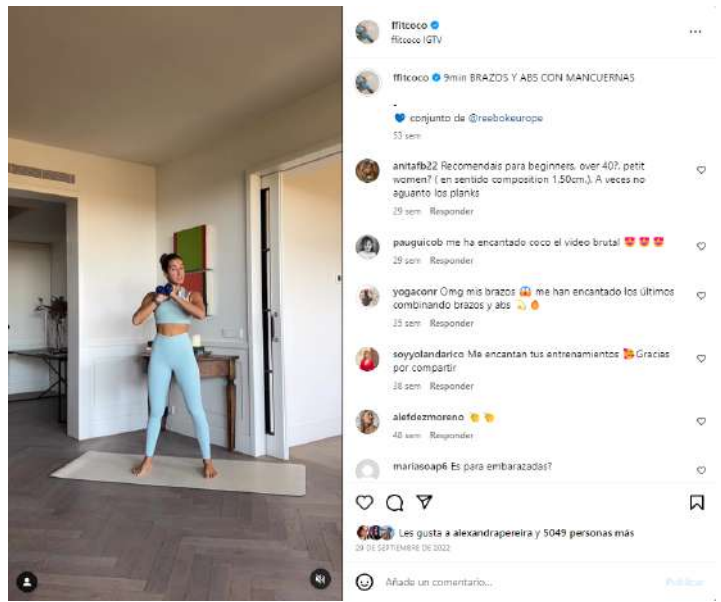 ffitcoco
ffitcoco IGTV
ffitcoco 9min BRAZOS Y ABS CON MANCUERNAS
-
💙 conjunto de @reebokeurope
53 sem
anitafb22 Recomendais para beginners. over 40?, petit
women? ( en sentido composition 1.50cm.). A veces no
aguanto los planks
29 sem Responder
pauguicob me ha encantado coco el video brutal 😍 😍 😍
29 sem Responder
yogaconr Omg mis brazos 😱 me han encantado los últimos
combinando brazos y abs 💫 🔥
35 sem Responder
soyyolandarico Me encantan tus entrenamientos 🥰 Gracias
por compartir
38 sem Responder
alefdezmoreno 👏 👏
48 sem Responder
mariasoap6 Es para embarazadas?
Les gusta a alexandrapereira y 5049 personas más
29 DE SEPTIEMBRE DE 2022
Añade un comentario...
Publicar